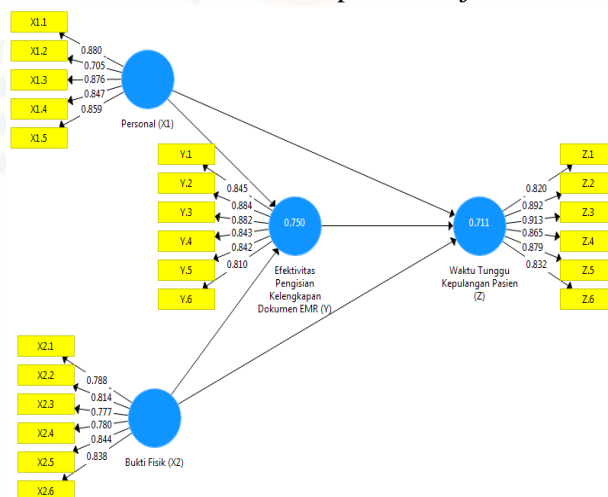 X1.1
X1.2
X1.3
X1.4
X1.5
0.880
0.705
0.876
0.847
0.859
Personal (X1)
Y.1
Y.2
Y.3
Y.4
Y.5
Y.6
0.845
0.884
0.882
0.843
0.842
0.810
0.750
Efektivitas
Pengisian
Kelengkapan
Dokumen EMR (Y)
0.711
Waktu Tunggu
Kepulangan Pasien
(Z)
0.820
0.892
0.913
0.865
0.879
0.832
Z.1
Z.2
Z.3
Z.4
Z.5
Z.6
X2.1
X2.2
X2.3
X2.4
X2.5
X2.6
0.788
0.814
0.777
0.780
0.844
0.838
Bukti Fisik (X2)